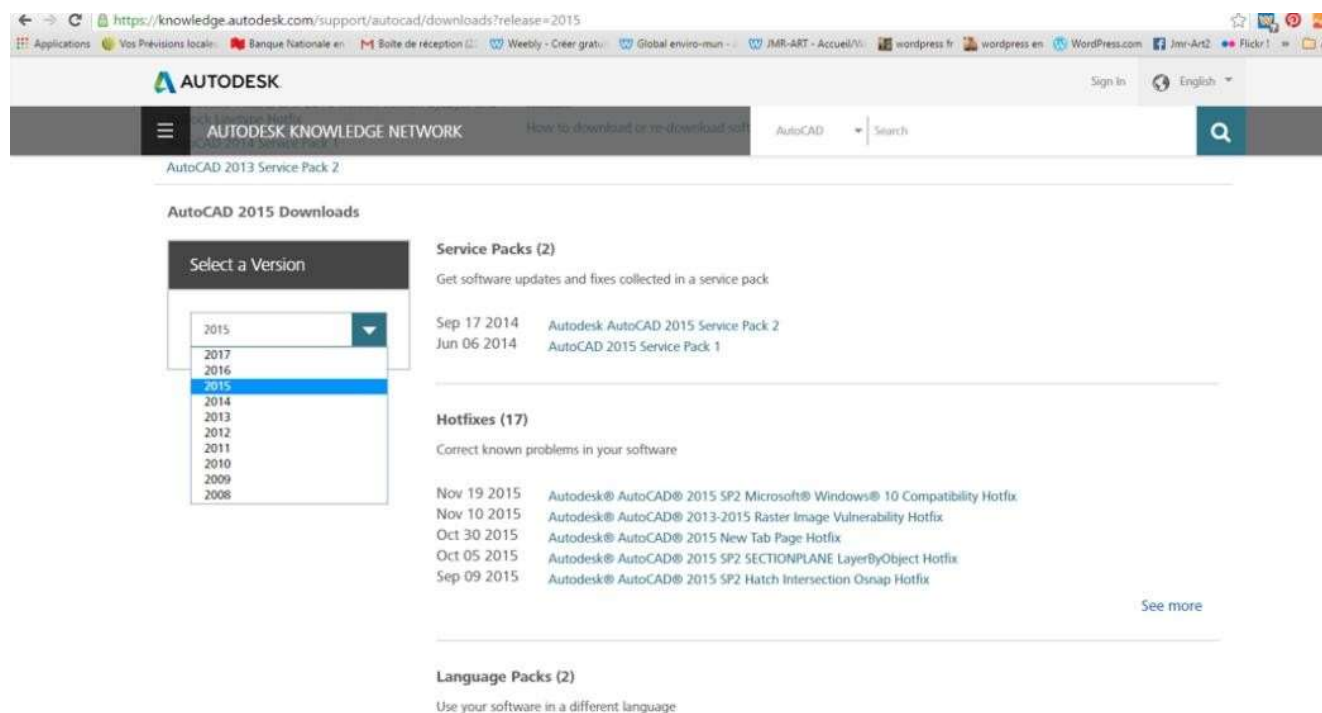 https://knowledge.autodesk.com/support/autocad/downloads?release=2015
Applications Vos Prévisions locale Banque Nationale en Boite de réception Weebly - Créer gratu Global enviro-mun - JMR-ART - Accueil/ wordpress fr wordpress en WordPress.com Jmr-Art2 Flickr !
AUTODESK Sign In English
AUTODESK KNOWLEDGE NETWORK How to download or re-download soft AutoCAD Search
AutoCAD 2013 Service Pack 2
AutoCAD 2015 Downloads
Select a Version
2015
2017
2016
2015
2014
2013
2012
2011
2010
2009
2008
Service Packs (2)
Get software updates and fixes collected in a service pack
Sep 17 2014 Autodesk AutoCAD 2015 Service Pack 2
Jun 06 2014 AutoCAD 2015 Service Pack 1
Hotfixes (17)
Correct known problems in your software
Nov 19 2015 Autodesk® AutoCAD® 2015 SP2 Microsoft® Windows® 10 Compatibility Hotfix
Nov 10 2015 Autodesk® AutoCAD® 2013-2015 Raster Image Vulnerability Hotfix
Oct 30 2015 Autodesk® AutoCAD® 2015 New Tab Page Hotfix
Oct 05 2015 Autodesk® AutoCAD® 2015 SP2 SECTIONPLANE LayerByObject Hotfix
Sep 09 2015 Autodesk® AutoCAD® 2015 SP2 Hatch Intersection Osnap Hotfix
See more
Language Packs (2)
Use your software in a different language